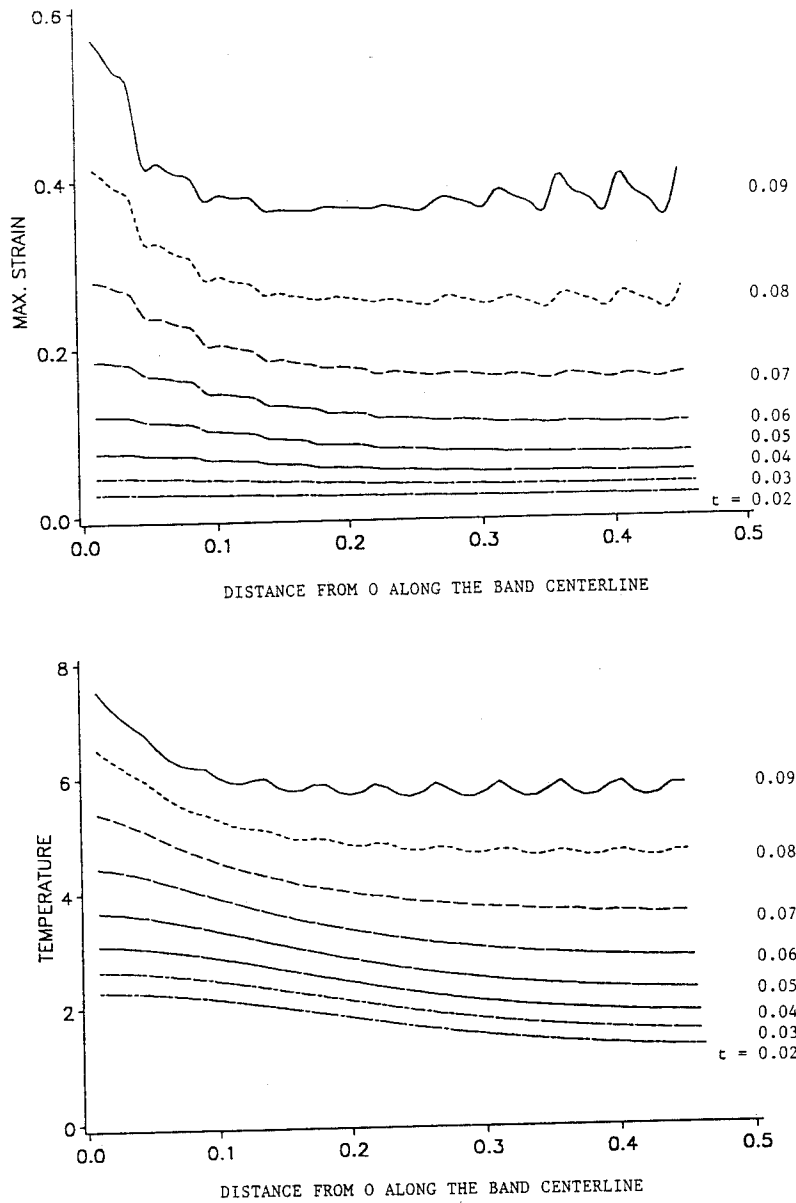 0.6
0.4
0.2
0.0
MAX. STRAIN
0.09
0.08
0.07
0.06
0.05
0.04
0.03
t = 0.02
0.0 0.1 0.2 0.3 0.4 0.5
DISTANCE FROM O ALONG THE BAND CENTERLINE
8
6
4
2
0
TEMPERATURE
0.09
0.08
0.07
0.06
0.05
0.04
0.03
t = 0.02
0.0 0.1 0.2 0.3 0.4 0.5
DISTANCE FROM O ALONG THE BAND CENTERLINE